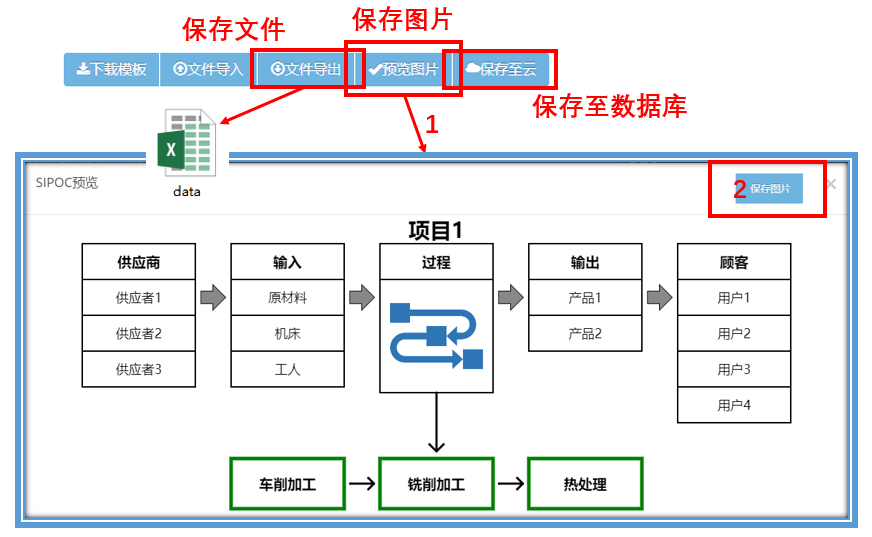 保存文件
保存图片
下载模板 文件导入 文件导出 预览图片 保存至云
保存至数据库
1
X
data
SIPOC预览
2 保存图片 ×
项目1
供应商 输入 过程 输出 顾客
供应者1 原材料 产品1 用户1
供应者2 机床 产品2 用户2
供应者3 工人 用户3
用户4
车削加工 铣削加工 热处理